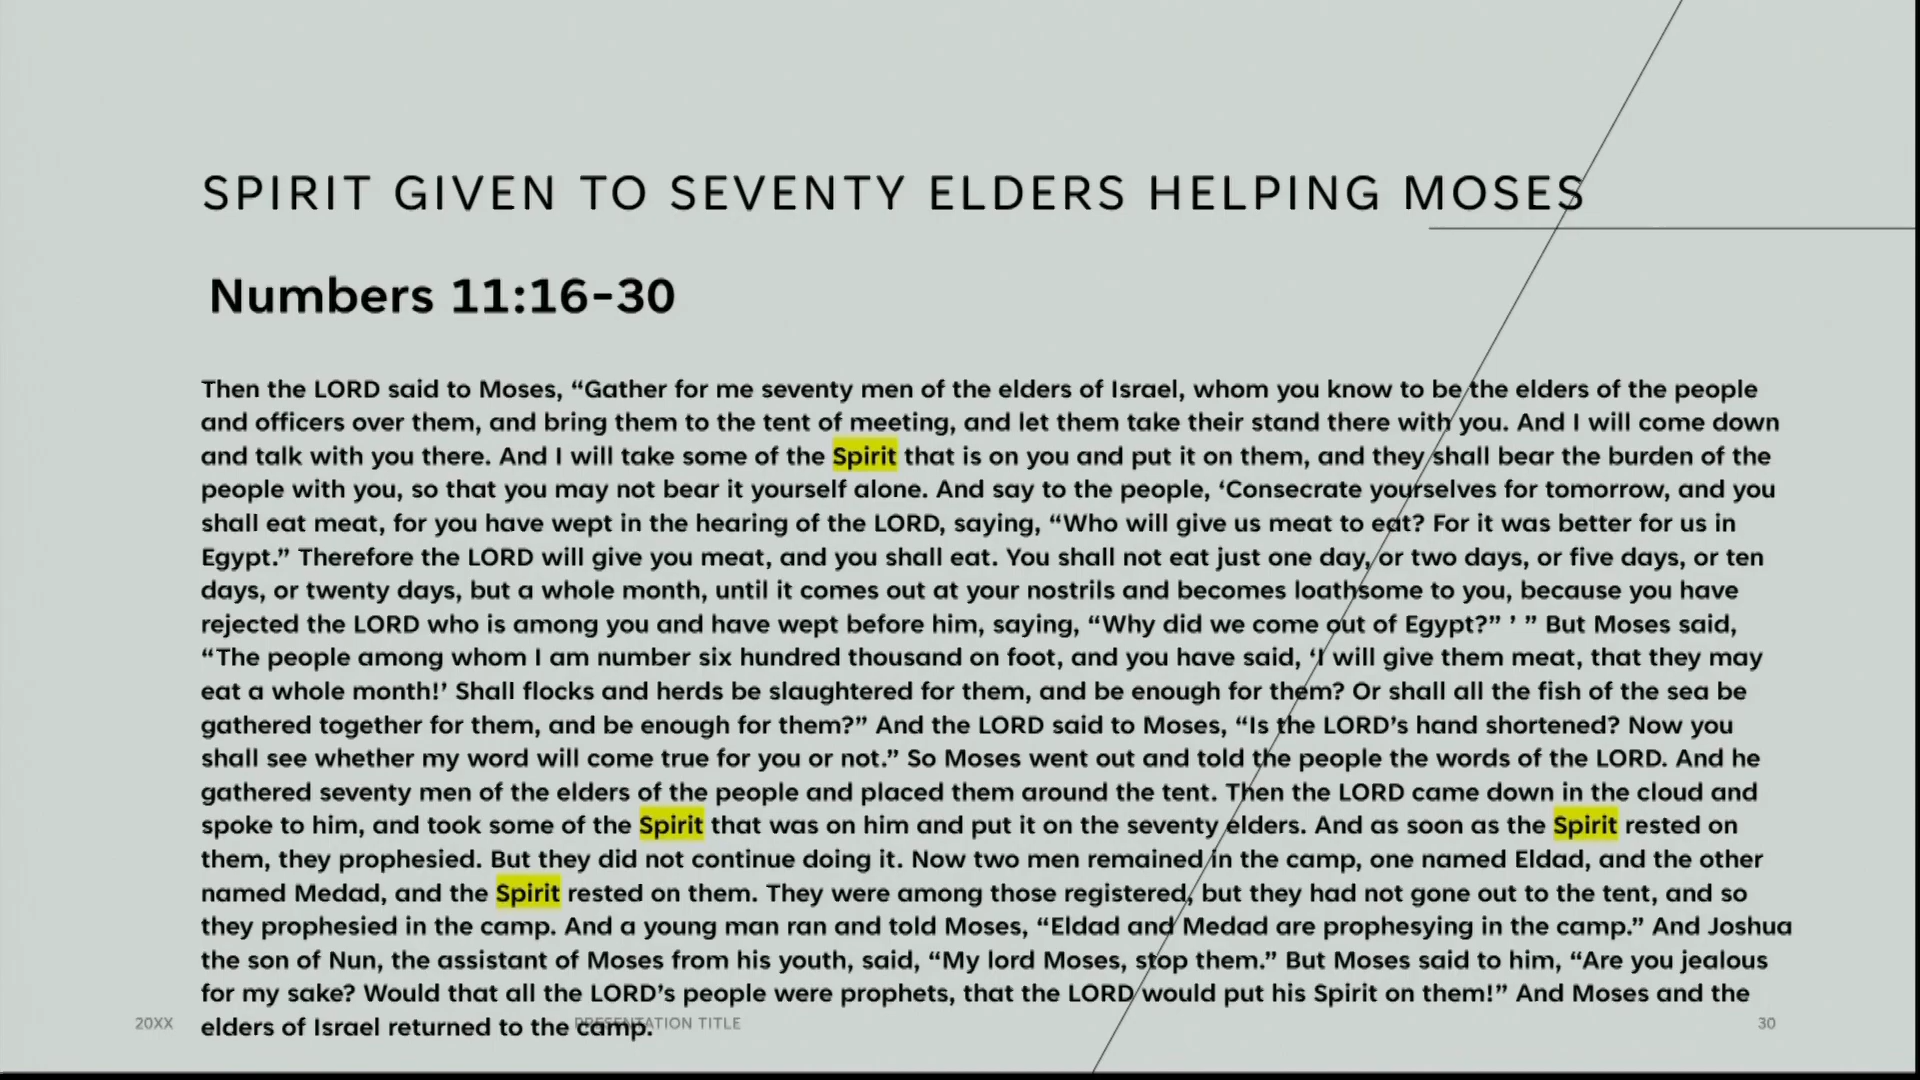 SPIRIT GIVEN TO SEVENTY ELDERS HELPING MOSES
Numbers 11:16-30
Then the LORD said to Moses, “Gather for me seventy men of the elders of Israel, whom you know to be the elders of the people
and officers over them, and bring them to the tent of meeting, and let them take their stand there with you. And I will come down
and talk with you there. And I will take some of the Spirit that is on you and put it on them, and they shall bear the burden of the
people with you, so that you may not bear it yourself alone. And say to the people, ‘Consecrate yourselves for tomorrow, and you
shall eat meat, for you have wept in the hearing of the LORD, saying, “Who will give us meat to eat? For it was better for us in
Egypt.” Therefore the LORD will give you meat, and you shall eat. You shall not eat just one day, or two days, or five days, or ten
days, or twenty days, but a whole month, until it comes out at your nostrils and becomes loathsome to you, because you have
rejected the LORD who is among you and have wept before him, saying, “Why did we come out of Egypt?” ’ ” But Moses said,
“The people among whom I am number six hundred thousand on foot, and you have said, ‘I will give them meat, that they may
eat a whole month!’ Shall flocks and herds be slaughtered for them, and be enough for them? Or shall all the fish of the sea be
gathered together for them, and be enough for them?” And the LORD said to Moses, “Is the LORD’s hand shortened? Now you
shall see whether my word will come true for you or not.” So Moses went out and told the people the words of the LORD. And he
gathered seventy men of the elders of the people and placed them around the tent. Then the LORD came down in the cloud and
spoke to him, and took some of the Spirit that was on him and put it on the seventy elders. And as soon as the Spirit rested on
them, they prophesied. But they did not continue doing it. Now two men remained in the camp, one named Eldad, and the other
named Medad, and the Spirit rested on them. They were among those registered, but they had not gone out to the tent, and so
they prophesied in the camp. And a young man ran and told Moses, “Eldad and Medad are prophesying in the camp.” And Joshua
the son of Nun, the assistant of Moses from his youth, said, “My lord Moses, stop them.” But Moses said to him, “Are you jealous
for my sake? Would that all the LORD’s people were prophets, that the LORD would put his Spirit on them!” And Moses and the
elders of Israel returned to the camp.
20XX
PRESENTATION TITLE
30